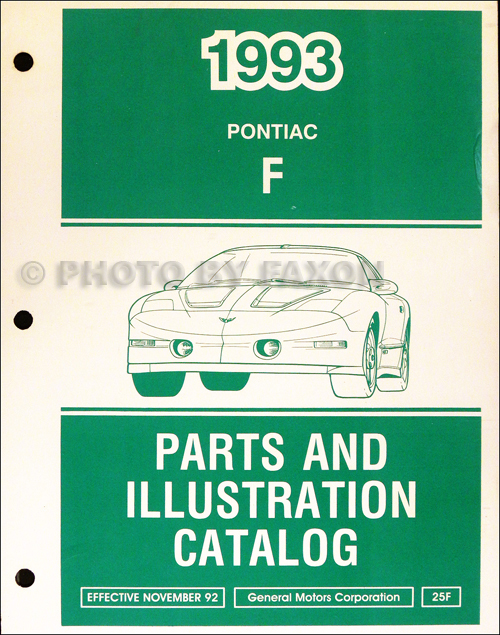 1993
PONTIAC
F
© PHOTO BY FAXON
PARTS AND
ILLUSTRATION
CATALOG
EFFECTIVE NOVEMBER 92
General Motors Corporation
25F